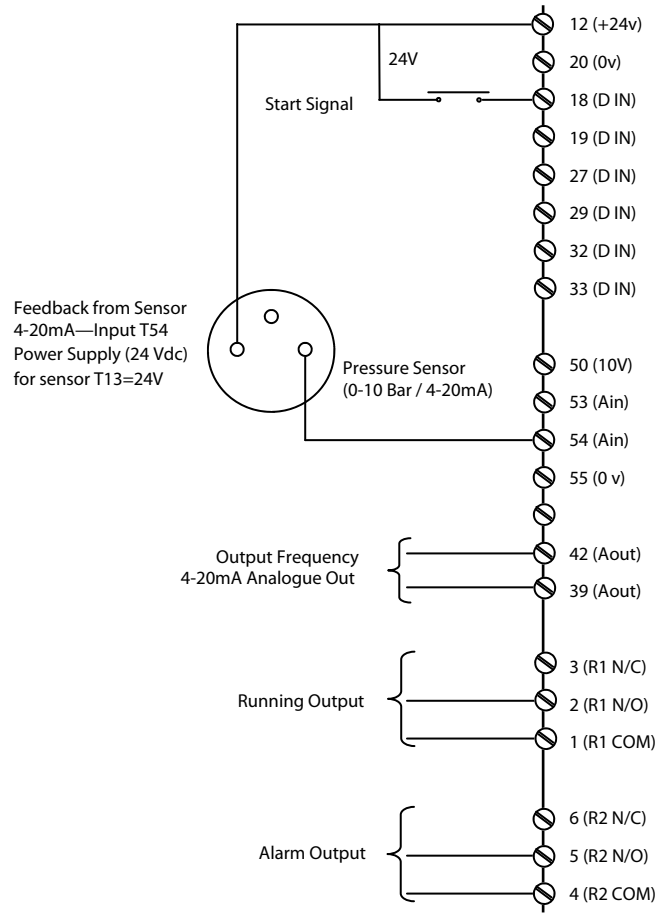 12 (+24v)
20 (0v)
24V
Start Signal
18 (D IN)
19 (D IN)
27 (D IN)
29 (D IN)
32 (D IN)
33 (D IN)
Feedback from Sensor
4-20mA—Input T54
Power Supply (24 Vdc)
for sensor T13=24V
Pressure Sensor
(0-10 Bar / 4-20mA)
50 (10V)
53 (Ain)
54 (Ain)
55 (0 v)
Output Frequency
4-20mA Analogue Out
42 (Aout)
39 (Aout)
Running Output
3 (R1 N/C)
2 (R1 N/O)
1 (R1 COM)
Alarm Output
6 (R2 N/C)
5 (R2 N/O)
4 (R2 COM)